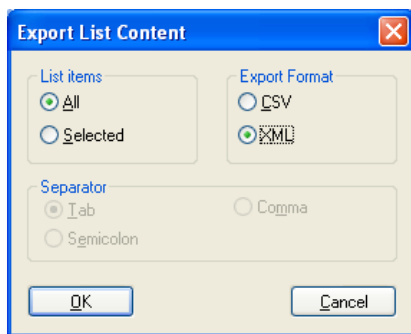 Export List Content
List items
All
Selected
Export Format
CSV
XML
Separator
Tab
Comma
Semicolon
OK
Cancel